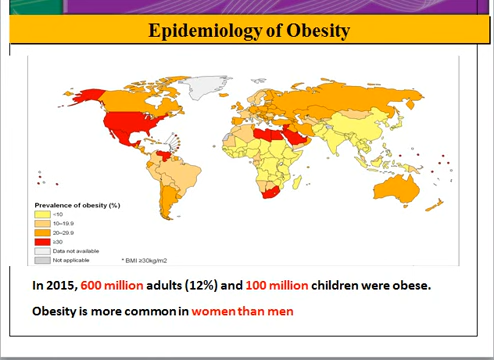 Epidemiology of Obesity
Prevalence of obesity (%)
<10
10–19.9
20–29.9
≥30
Data not available
Not applicable
* BMI ≥30kg/m2
In 2015, 600 million adults (12%) and 100 million children were obese.
Obesity is more common in women than men